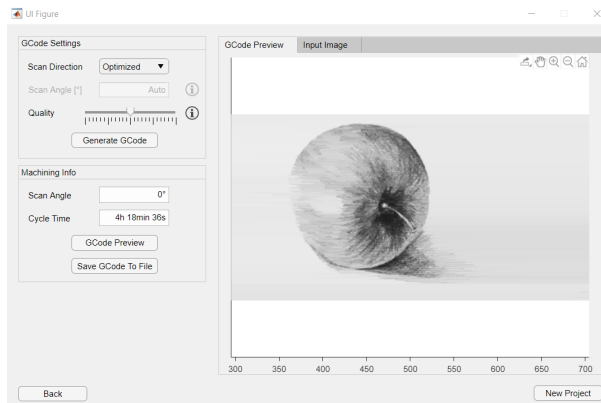 UI Figure
GCode Settings
Scan Direction Optimized
Scan Angle [°] Auto
Quality
Generate GCode
Machining Info
Scan Angle 0°
Cycle Time 4h 18min 36s
GCode Preview
Save GCode To File
Back
GCode Preview Input Image
300 350 400 450 500 550 600 650 700
New Project